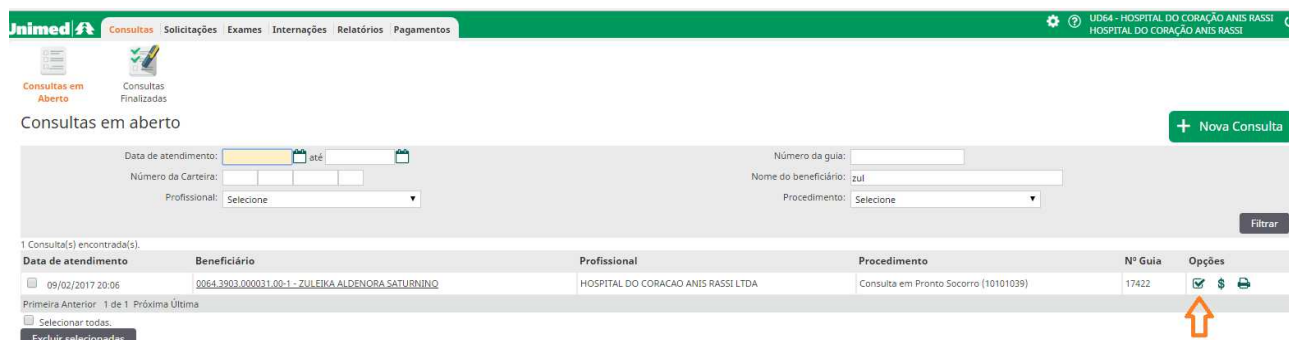 Unimed Consultas Solicitações Exames Internações Relatórios Pagamentos
UD64 - HOSPITAL DO CORAÇÃO ANIS RASSI
HOSPITAL DO CORAÇÃO ANIS RASSI
Consultas em Aberto
Consultas Finalizadas
Consultas em aberto
+ Nova Consulta
Data de atendimento: até Número da guia:
Número da Carteira: Nome do beneficiário: zul
Profissional: Selecione Procedimento: Selecione
Filtrar
1 Consulta(s) encontrada(s).
Data de atendimento Beneficiário Profissional Procedimento Nº Guia Opções
09/02/2017 20:06 0064.3903.000031.00-1 - ZULEIKA ALDENORA SATURNINO HOSPITAL DO CORACAO ANIS RASSI LTDA Consulta em Pronto Socorro (10101039) 17422 $
Primeira Anterior 1 de 1 Próxima Última
Selecionar todas.
Excluir selecionadas